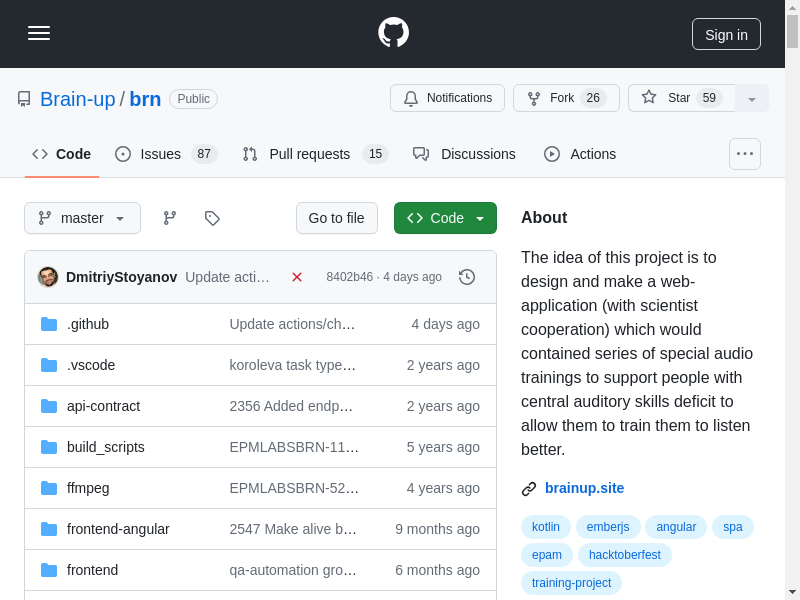 Sign in
Brain-up / brn Public
Notifications Fork 26 Star 59
Code Issues 87 Pull requests 15 Discussions Actions
master Go to file Code
DmitriyStoyanov Update acti… 8402b46 · 4 days ago
.github Update actions/ch… 4 days ago
.vscode koroleva task type… 2 years ago
api-contract 2356 Added endp… 2 years ago
build_scripts EPMLABSBRN-11… 5 years ago
ffmpeg EPMLABSBRN-52… 4 years ago
frontend-angular 2547 Make alive b… 9 months ago
frontend qa-automation gro… 6 months ago
About
The idea of this project is to
design and make a web-
application (with scientist
cooperation) which would
contained series of special audio
trainings to support people with
central auditory skills deficit to
allow them to train them to listen
better.
brainup.site
kotlin emberjs angular spa
epam hacktoberfest
training-project